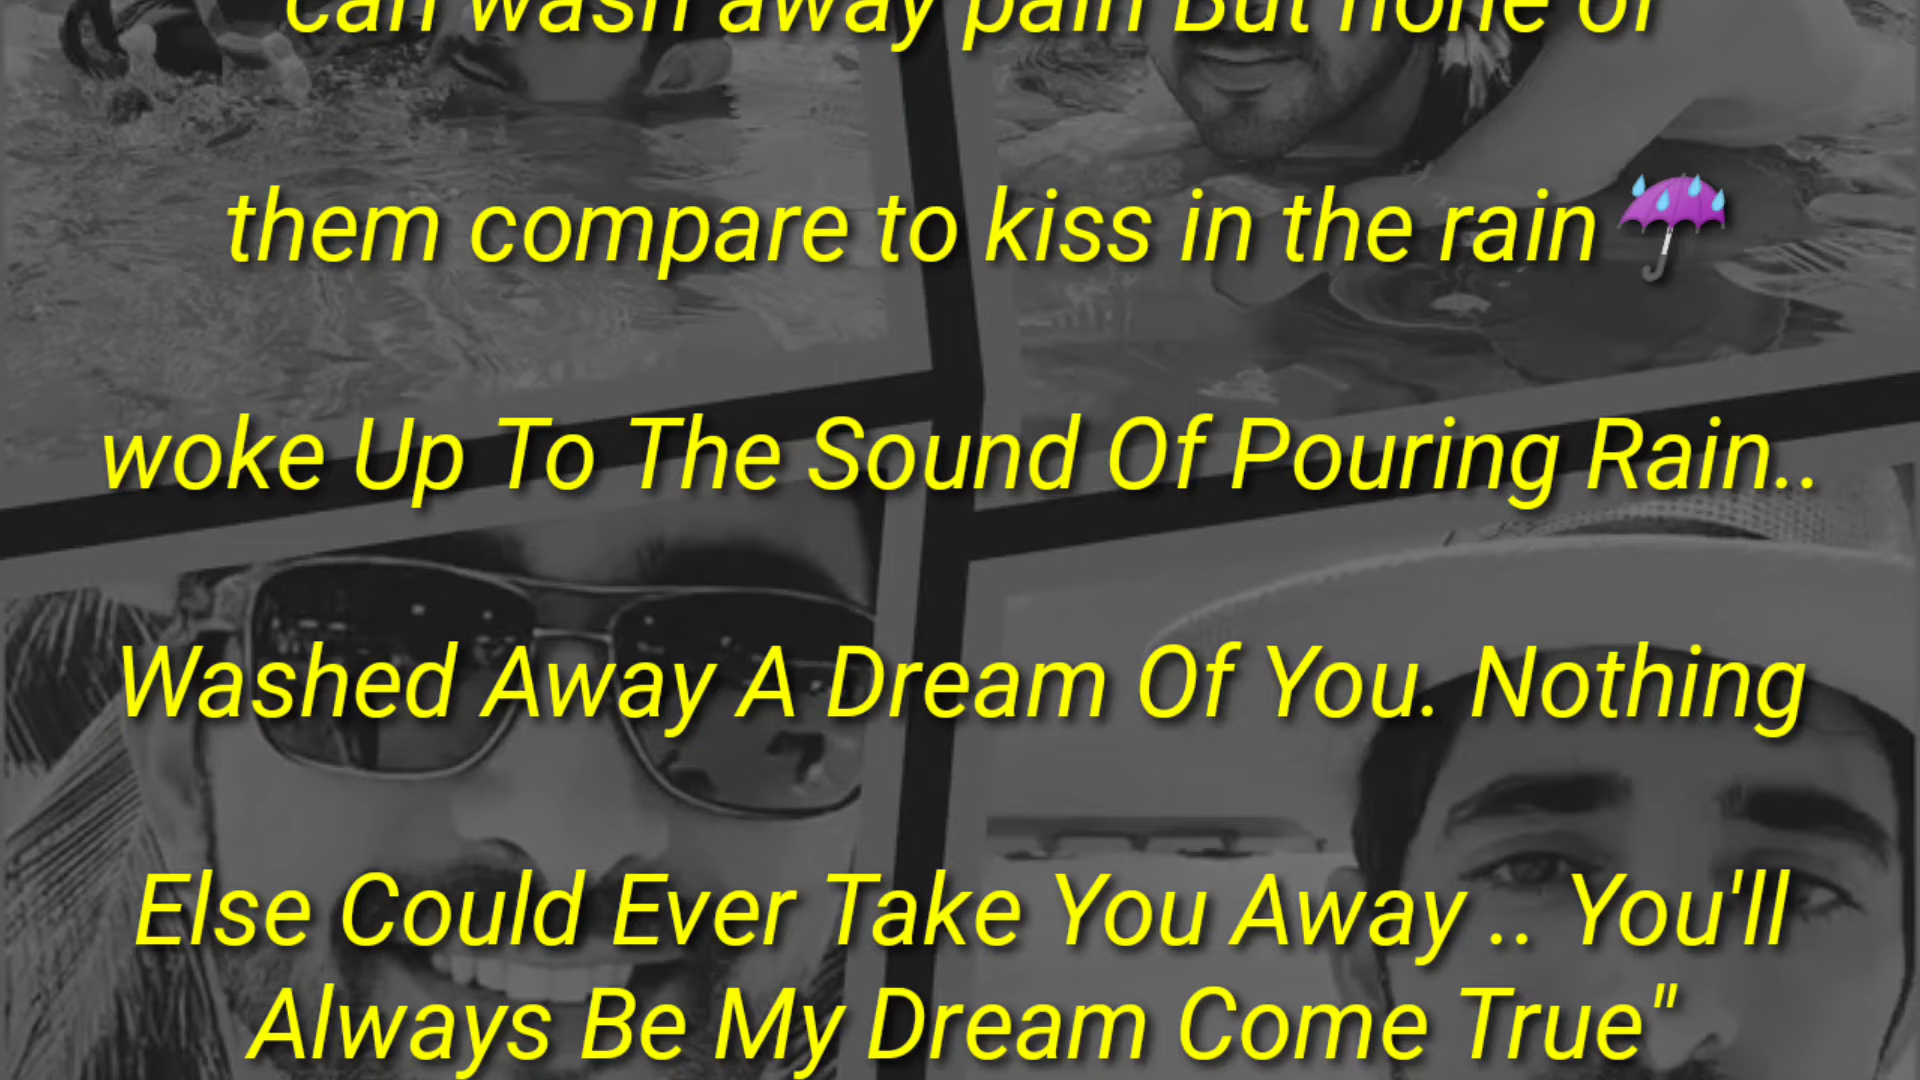 can wash away pain But none of
them compare to kiss in the rain ☔
woke Up To The Sound Of Pouring Rain..
Washed Away A Dream Of You. Nothing
Else Could Ever Take You Away .. You'll
Always Be My Dream Come True"